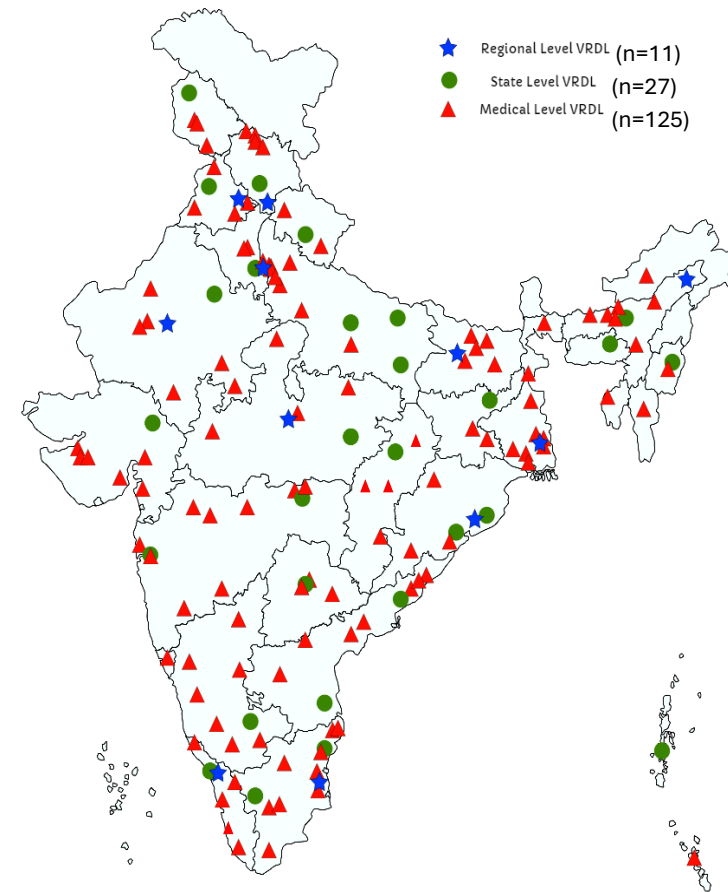 Regional Level VRDL (n=11)
State Level VRDL (n=27)
Medical Level VRDL (n=125)